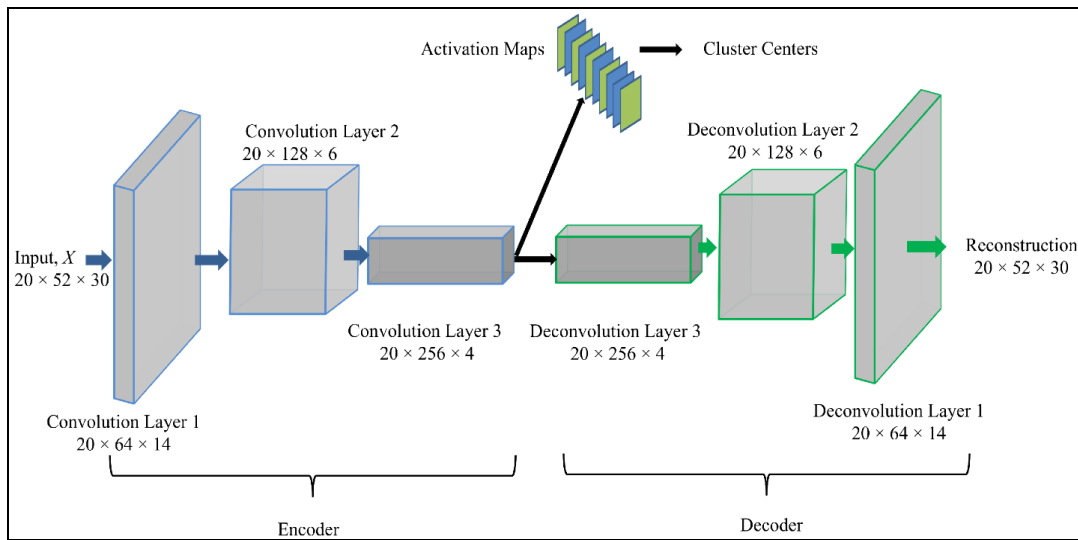 Activation Maps
Cluster Centers
Convolution Layer 2
20 × 128 × 6
Deconvolution Layer 2
20 × 128 × 6
Input, X
20 × 52 × 30
Reconstruction
20 × 52 × 30
Convolution Layer 3
20 × 256 × 4
Deconvolution Layer 3
20 × 256 × 4
Convolution Layer 1
20 × 64 × 14
Deconvolution Layer 1
20 × 64 × 14
Encoder
Decoder